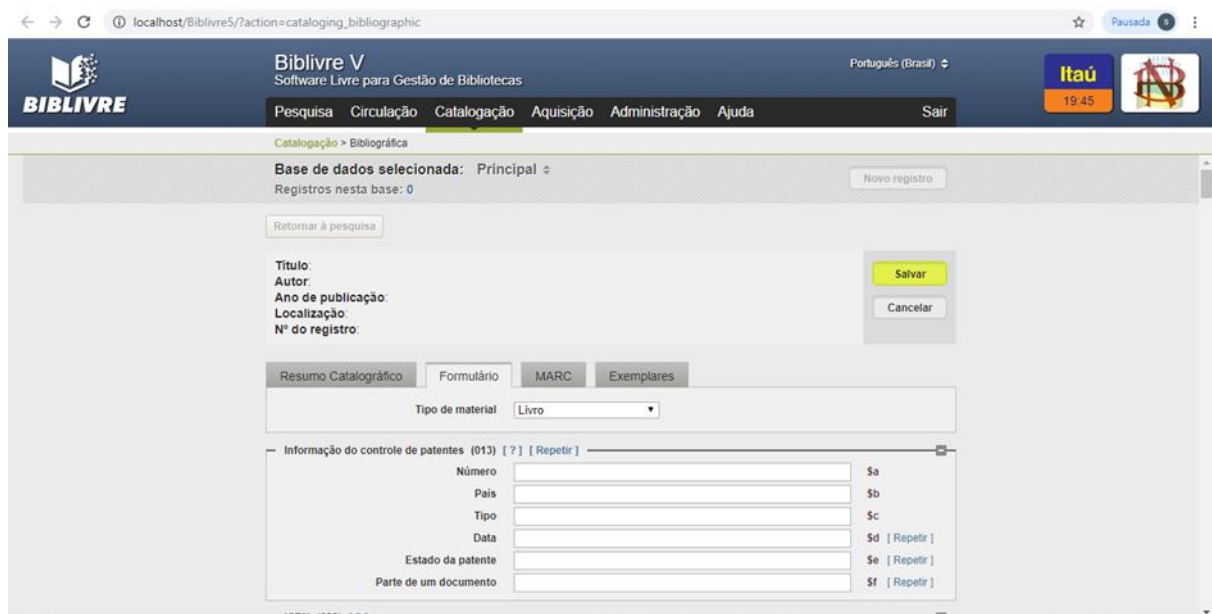 localhost/Biblivre5/?action=cataloging_bibliographic
Pausada
s
BIBLIVRE
Biblivre V
Software Livre para Gestão de Bibliotecas
Português (Brasil)
Itaú
19:45
Pesquisa Circulação Catalogação Aquisição Administração Ajuda Sair
Catalogação > Bibliográfica
Base de dados selecionada: Principal
Registros nesta base: 0
Novo registro
Retornar à pesquisa
Título:
Autor:
Ano de publicação:
Localização:
Nº do registro:
Salvar
Cancelar
Resumo Catalográfico Formulário MARC Exemplares
Tipo de material Livro
Informação do controle de patentes (013) [ ? ] [ Repetir ]
Número $a
País $b
Tipo $c
Data $d [ Repetir ]
Estado da patente $e [ Repetir ]
Parte de um documento $f [ Repetir ]